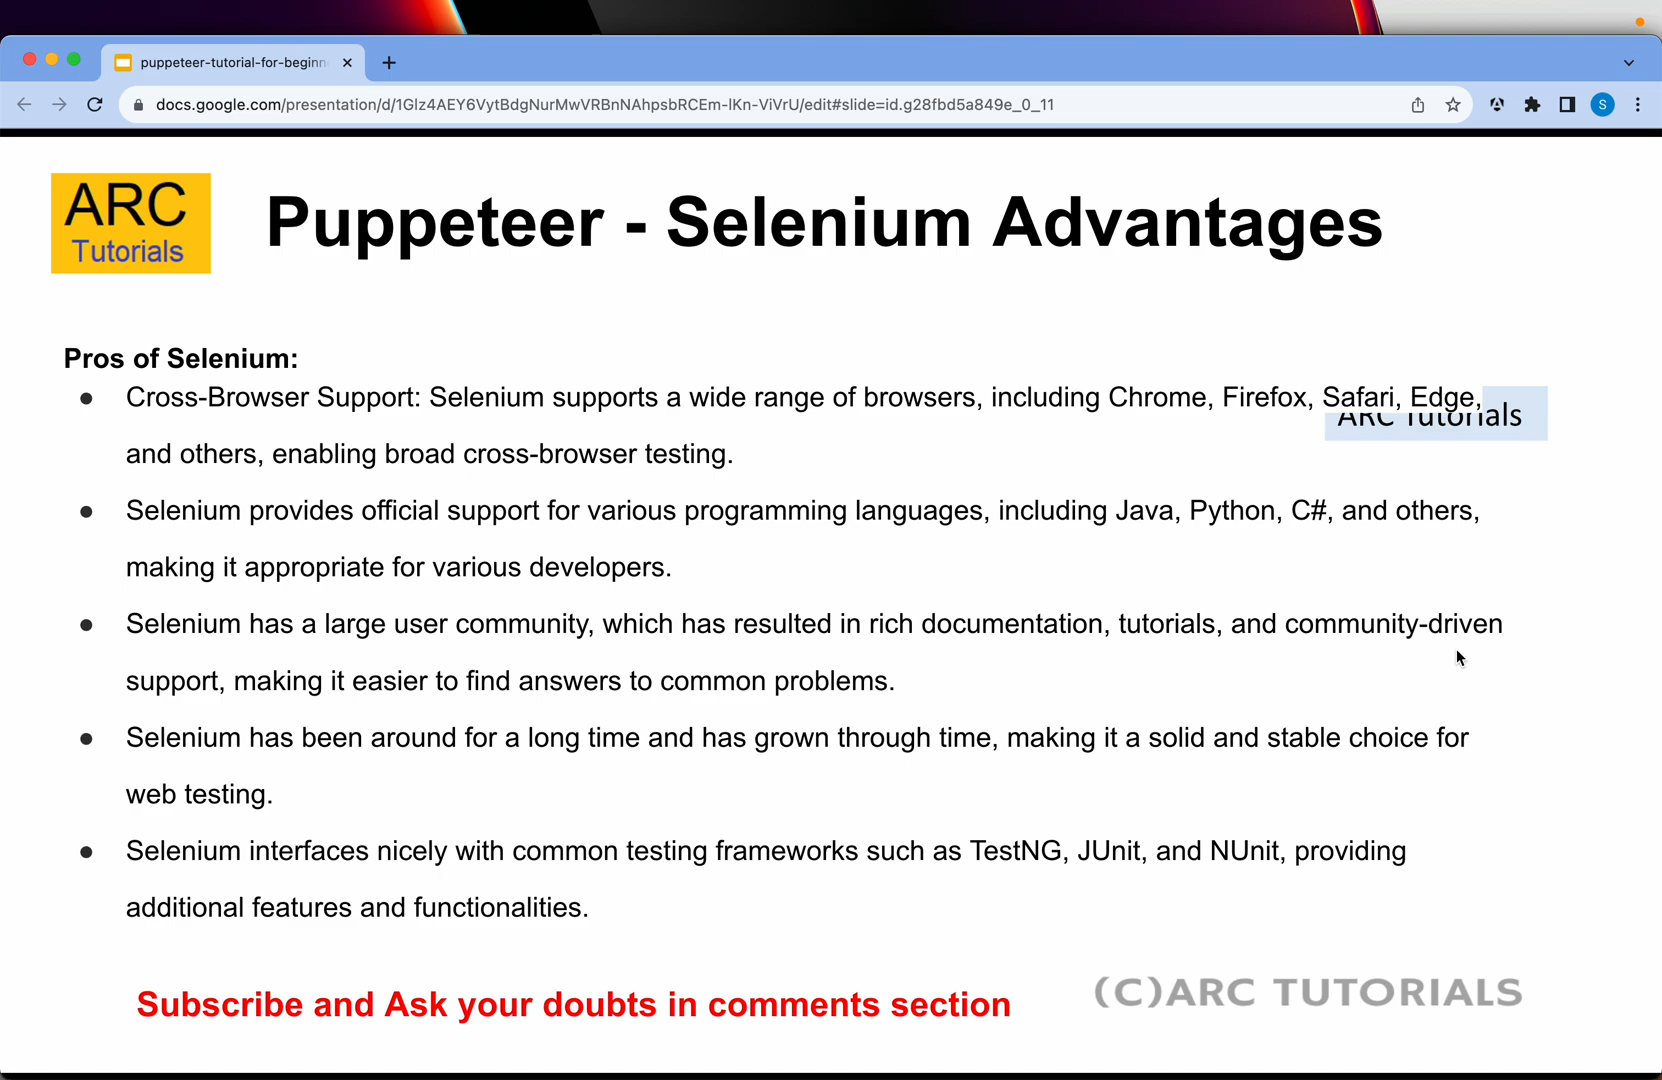 puppeteer-tutorial-for-beginn
docs.google.com/presentation/d/1Glz4AEY6VytBdgNurMwVRBnNAhpsbRCEm-lKn-ViVrU/edit#slide=id.g28fbd5a849e_0_11
S
ARC
Tutorials
Puppeteer - Selenium Advantages
Pros of Selenium:
● Cross-Browser Support: Selenium supports a wide range of browsers, including Chrome, Firefox, Safari, Edge,
ARC Tutorials
and others, enabling broad cross-browser testing.
● Selenium provides official support for various programming languages, including Java, Python, C#, and others,
making it appropriate for various developers.
● Selenium has a large user community, which has resulted in rich documentation, tutorials, and community-driven
support, making it easier to find answers to common problems.
● Selenium has been around for a long time and has grown through time, making it a solid and stable choice for
web testing.
● Selenium interfaces nicely with common testing frameworks such as TestNG, JUnit, and NUnit, providing
additional features and functionalities.
Subscribe and Ask your doubts in comments section
(C)ARC TUTORIALS